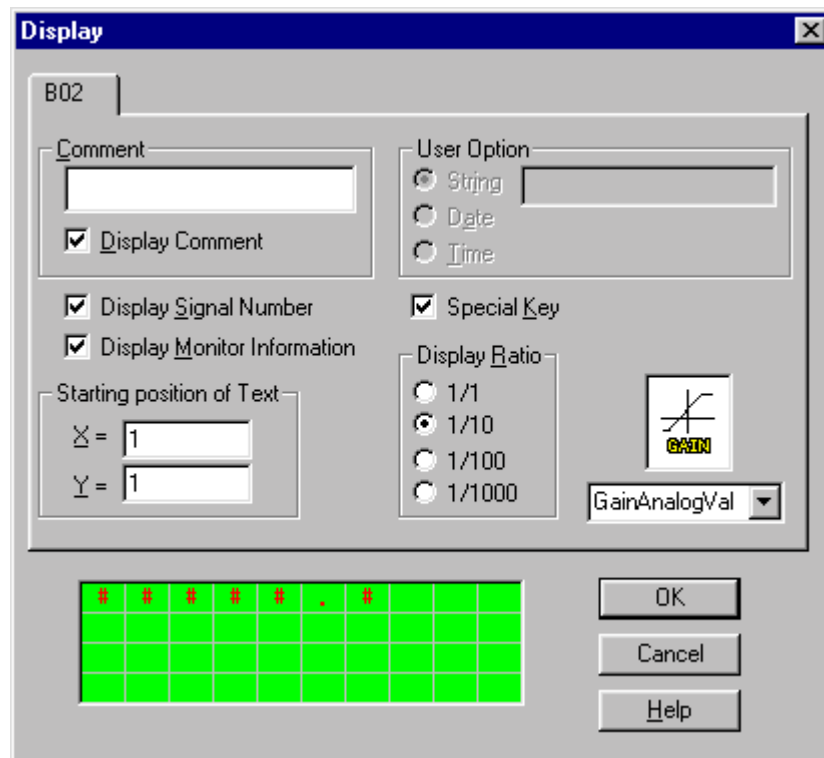 Display
B02
Comment
Display Comment
User Option
String
Date
Time
Display Signal Number
Special Key
Display Monitor Information
Display Ratio
1/1
1/10
1/100
1/1000
Starting position of Text
X = 1
Y = 1
GAIN
GainAnalogVal
# # # # # . #
OK
Cancel
Help